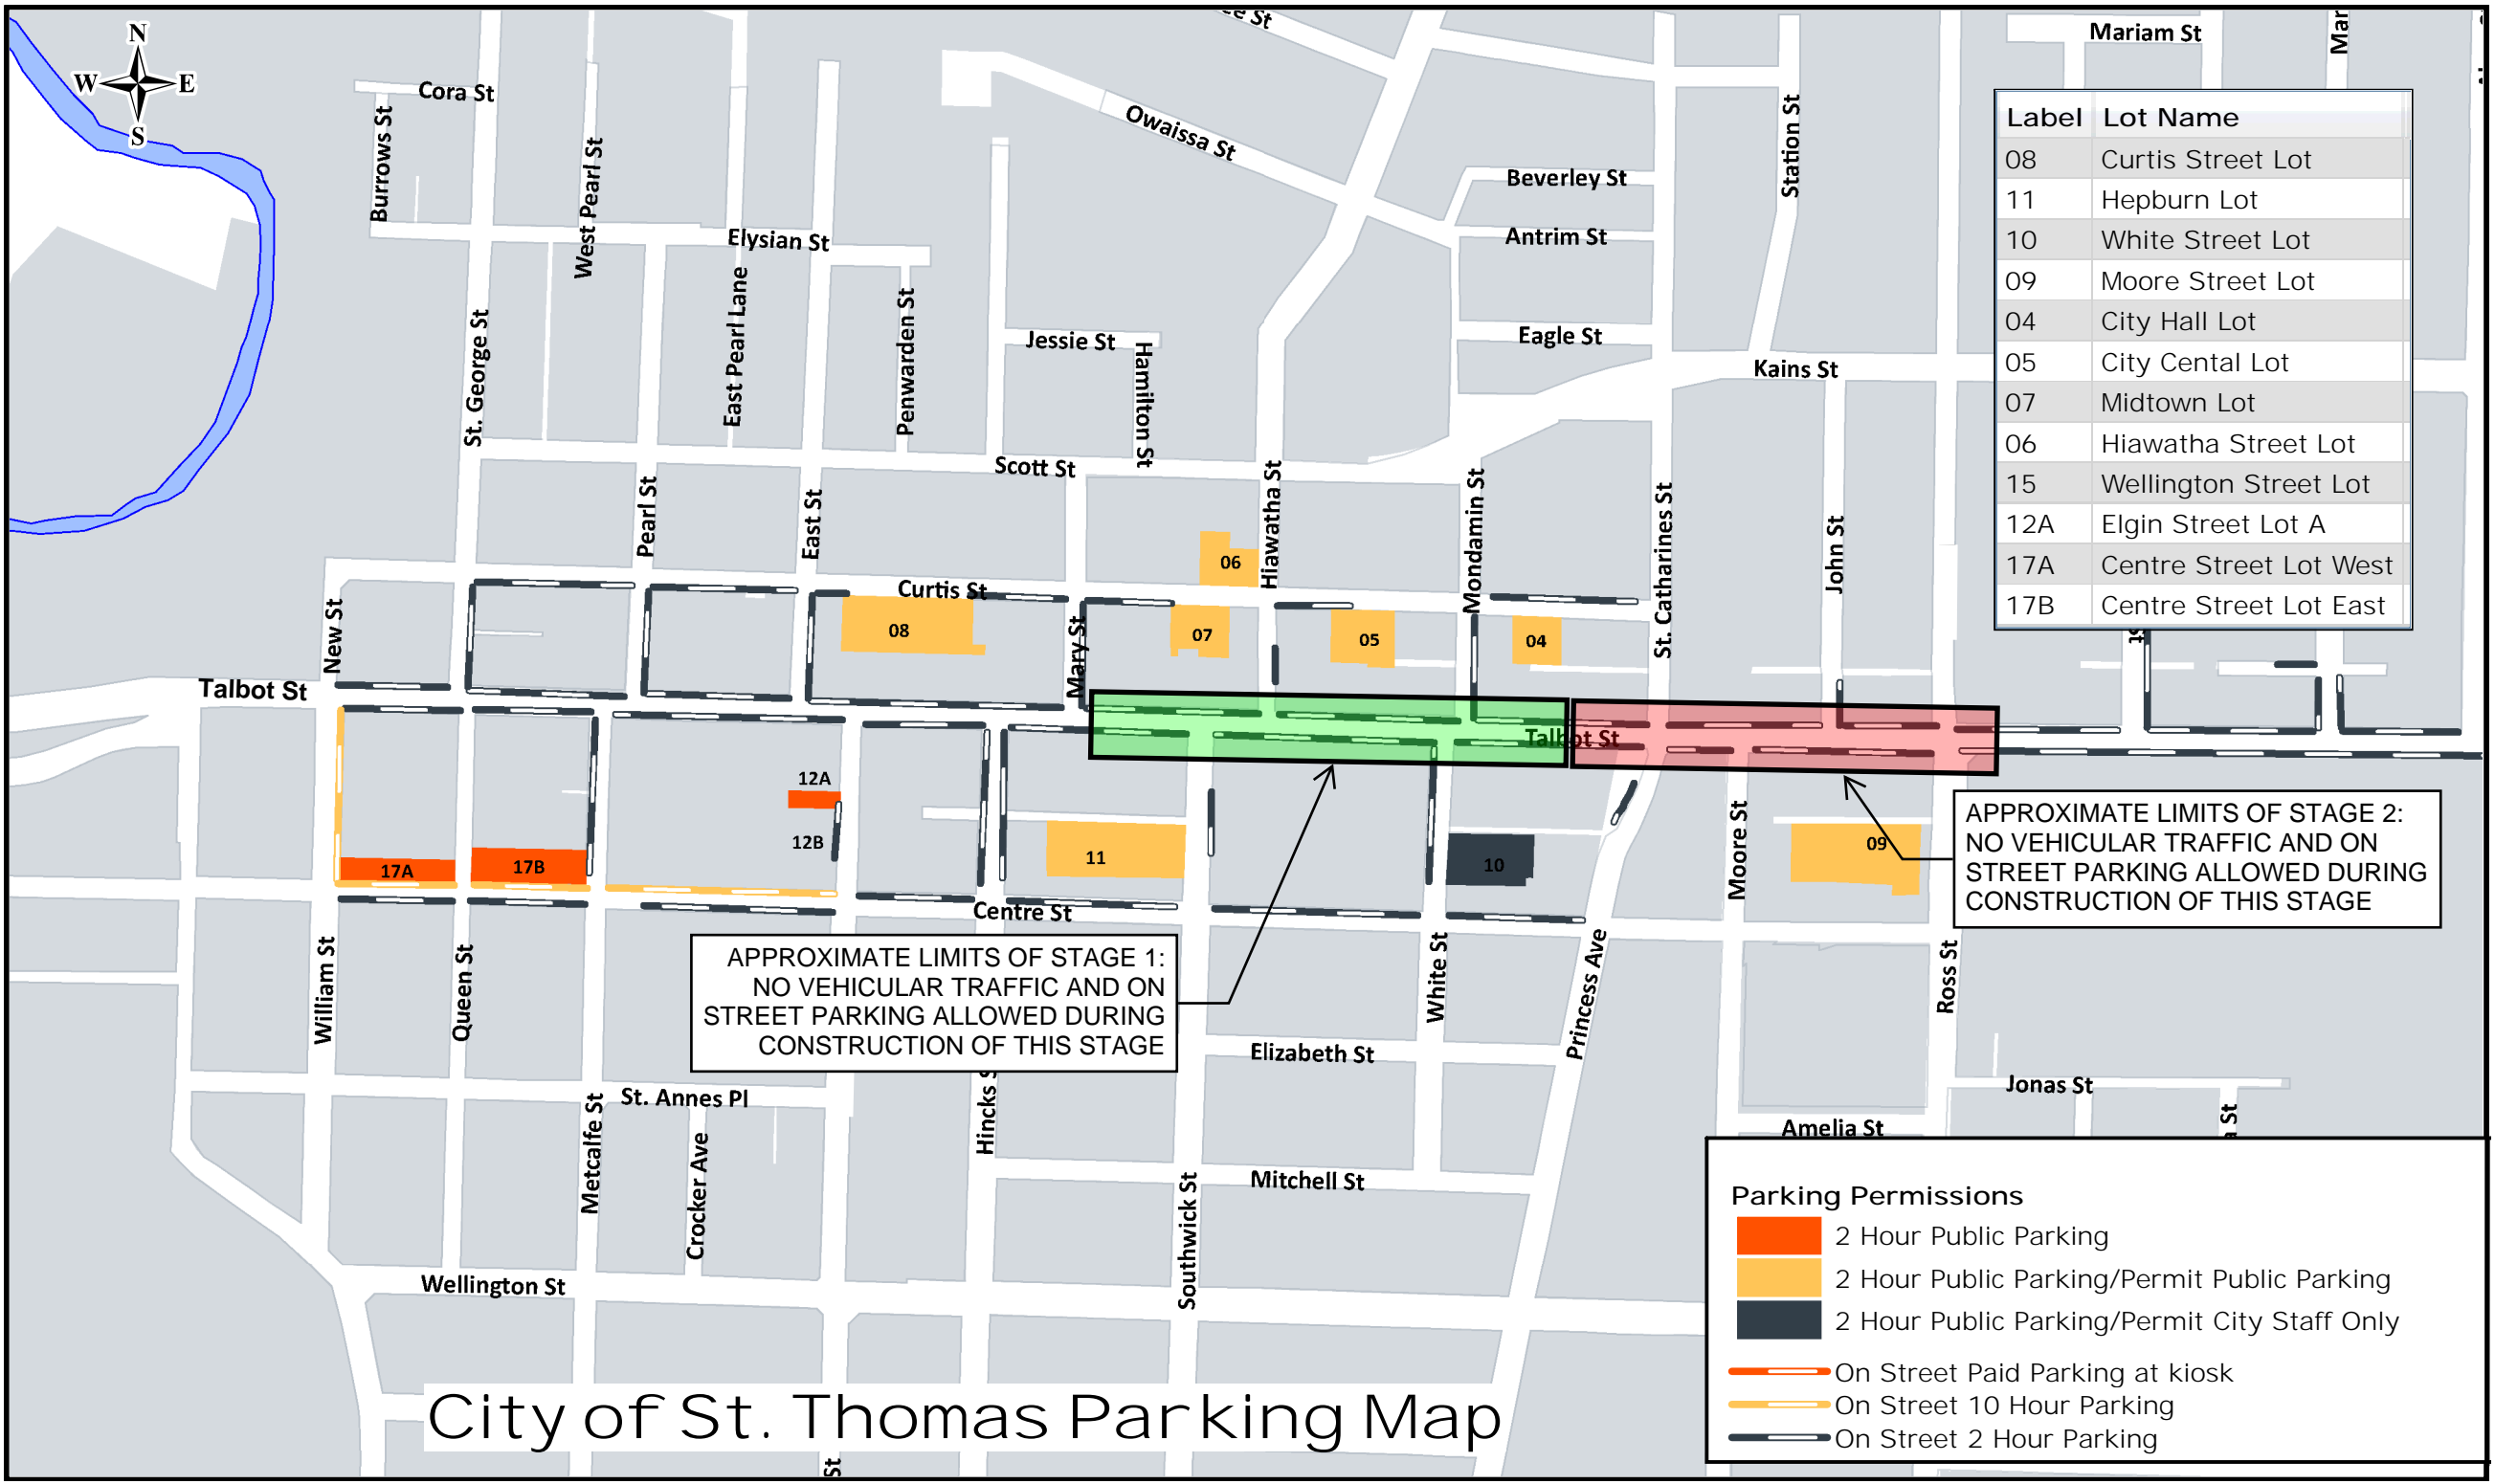 N
W E
S
Cora St
Burrows St
West Pearl St
Owaissa St
Station St
Mariam St
Beverley St
Antrim St
Elysian St
East Pearl Lane
Penwarden St
St. George St
Jessie St
Hamilton St
Eagle St
Kains St
Scott St
Pearl St
East St
Hiawatha St
Mondamin St
St. Catharines St
John St
Label Lot Name
08 Curtis Street Lot
11 Hepburn Lot
10 White Street Lot
09 Moore Street Lot
04 City Hall Lot
05 City Cental Lot
07 Midtown Lot
06 Hiawatha Street Lot
15 Wellington Street Lot
12A Elgin Street Lot A
17A Centre Street Lot West
17B Centre Street Lot East
06
Curtis St
New St
08
Mary St
07
05
04
St
Talbot St
Talbot St
12A
12B
17A
17B
11
10
09
Moore St
Centre St
APPROXIMATE LIMITS OF STAGE 2:
NO VEHICULAR TRAFFIC AND ON
STREET PARKING ALLOWED DURING
CONSTRUCTION OF THIS STAGE
APPROXIMATE LIMITS OF STAGE 1:
NO VEHICULAR TRAFFIC AND ON
STREET PARKING ALLOWED DURING
CONSTRUCTION OF THIS STAGE
William St
Queen St
White St
Princess Ave
Ross St
Elizabeth St
Jonas St
St. Annes Pl
Metcalfe St
Crocker Ave
Hincks S
Amelia St
Mitchell St
Southwick St
Wellington St
St
Parking Permissions
2 Hour Public Parking
2 Hour Public Parking/Permit Public Parking
2 Hour Public Parking/Permit City Staff Only
On Street Paid Parking at kiosk
On Street 10 Hour Parking
On Street 2 Hour Parking
City of St. Thomas Parking Map